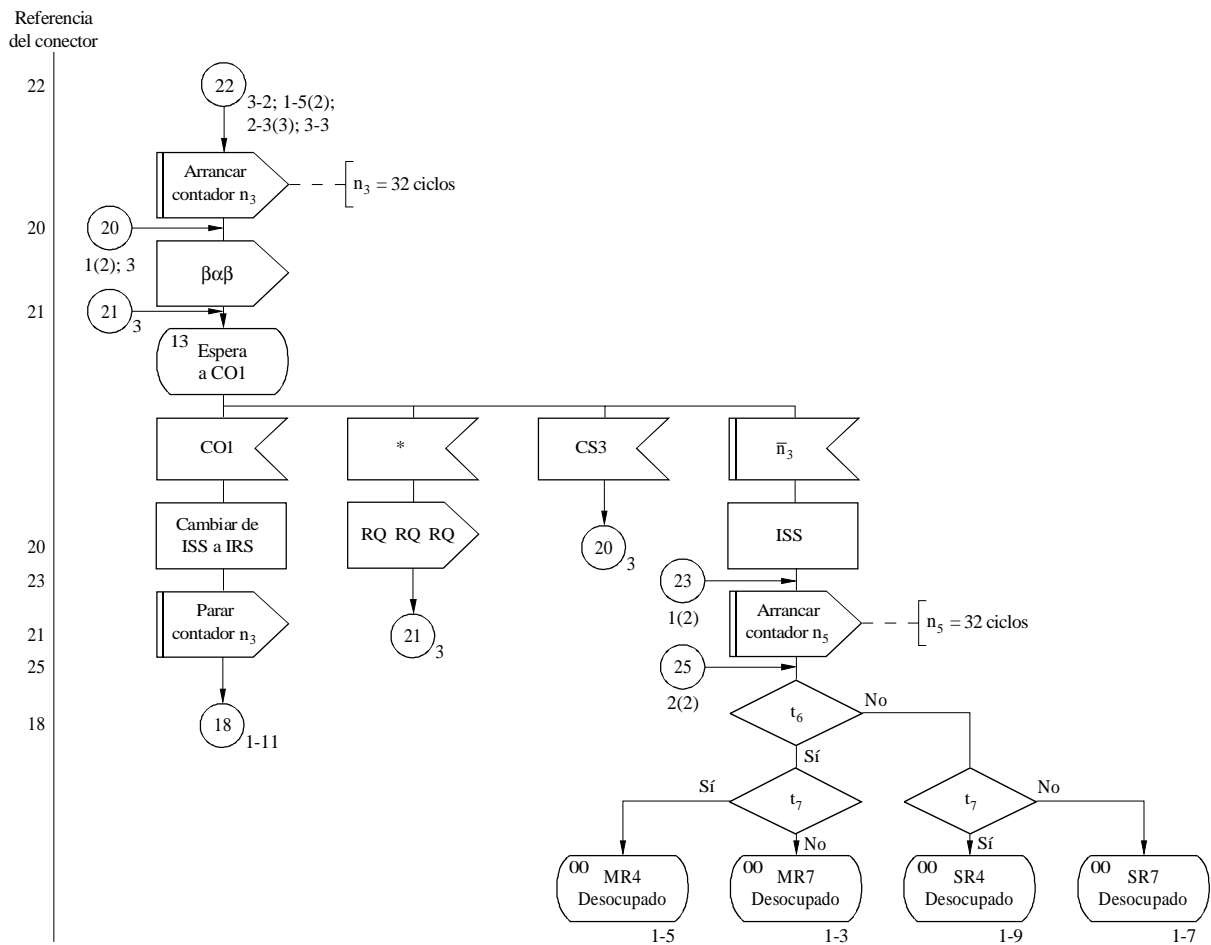 Referencia
del conector
22
22
3-2; 1-5(2);
2-3(3); 3-3
Arrancar
contador n3
n3 = 32 ciclos
20
20
1(2); 3
βαβ
21
21
3
13
Espera
a CO1
CO1
*
CS3
n̅3
Cambiar de
ISS a IRS
RQ RQ RQ
ISS
20
20
3
23
23
1(2)
Parar
contador n3
Arrancar
contador n5
n5 = 32 ciclos
21
21
3
25
25
2(2)
18
18
1-11
t6
No
Sí
Sí
t7
t7
No
No
Sí
00
MR4
Desocupado
1-5
00
MR7
Desocupado
1-3
00
SR4
Desocupado
1-9
00
SR7
Desocupado
1-7